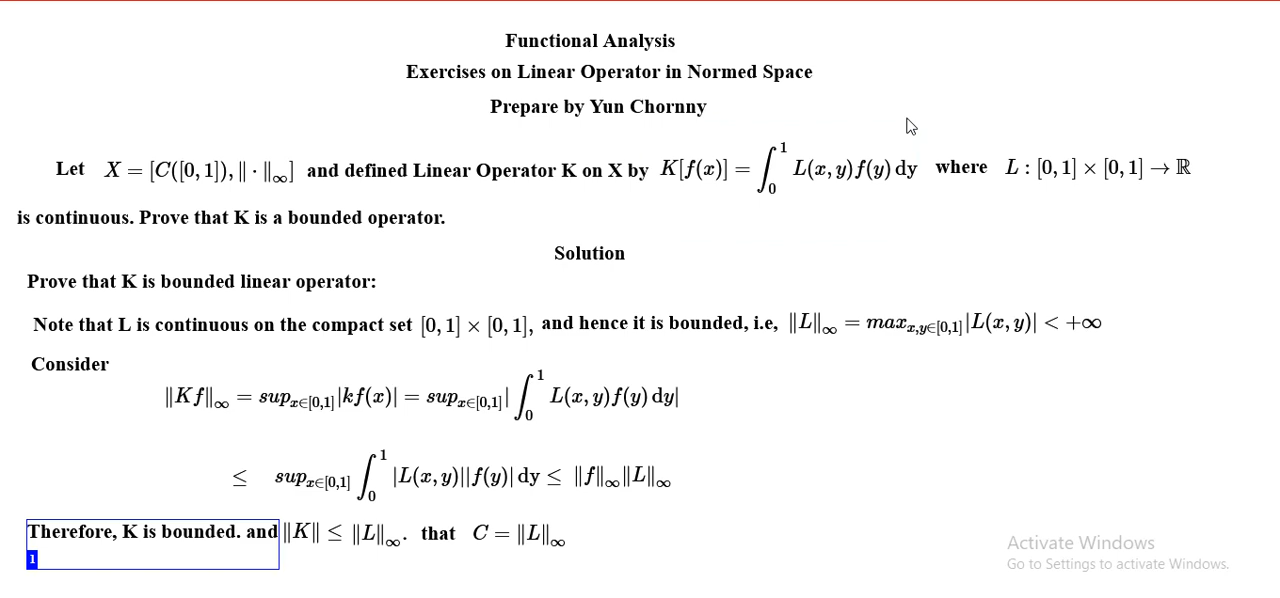 Functional Analysis
Exercises on Linear Operator in Normed Space
Prepare by Yun Chornny
Let X = [C([0, 1]), ‖ · ‖∞] and defined Linear Operator K on X by K[f(x)] = ∫₀¹ L(x, y)f(y) dy where L : [0, 1] × [0, 1] → ℝ
is continuous. Prove that K is a bounded operator.
Solution
Prove that K is bounded linear operator:
Note that L is continuous on the compact set [0, 1] × [0, 1], and hence it is bounded, i.e, ‖L‖∞ = max_{x,y∈[0,1]}|L(x, y)| < +∞
Consider
‖Kf‖∞ = sup_{x∈[0,1]}|kf(x)| = sup_{x∈[0,1]}|∫₀¹ L(x, y)f(y) dy|
≤ sup_{x∈[0,1]} ∫₀¹ |L(x, y)||f(y)| dy ≤ ‖f‖∞‖L‖∞
Therefore, K is bounded. and ‖K‖ ≤ ‖L‖∞. that C = ‖L‖∞
1
Activate Windows
Go to Settings to activate Windows.